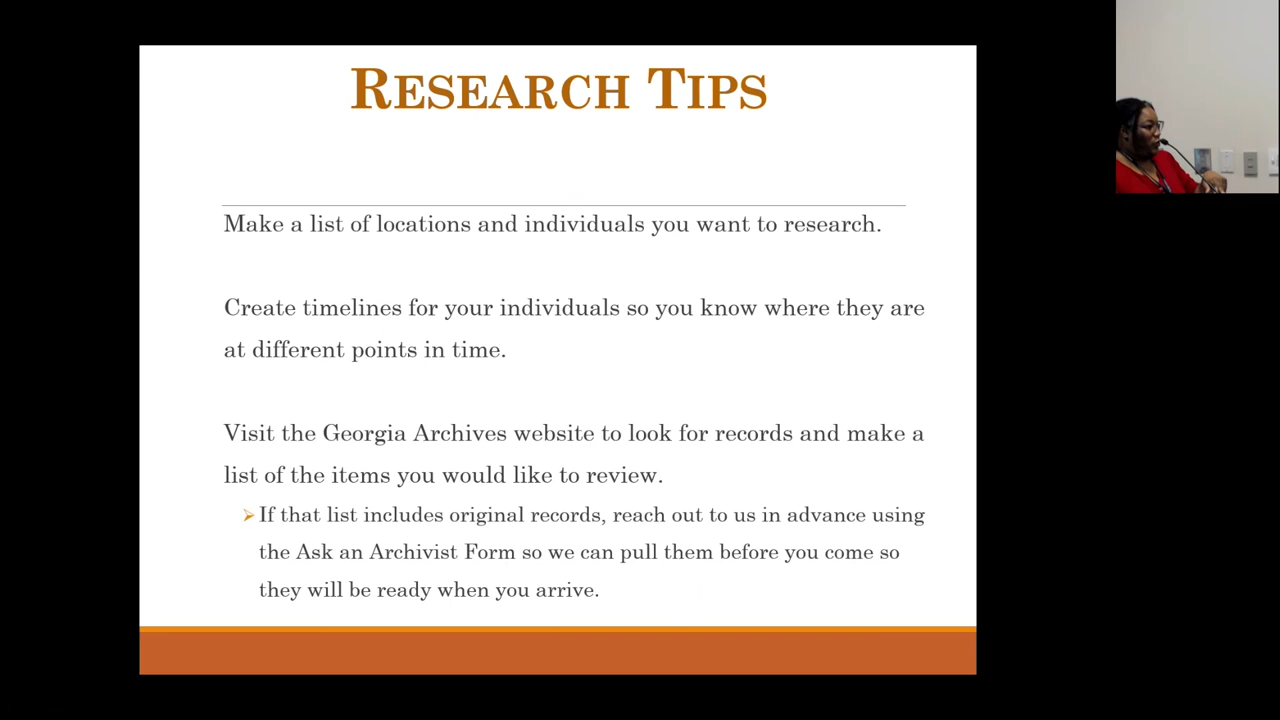 RESEARCH TIPS
Make a list of locations and individuals you want to research.
Create timelines for your individuals so you know where they are
at different points in time.
Visit the Georgia Archives website to look for records and make a
list of the items you would like to review.
If that list includes original records, reach out to us in advance using
the Ask an Archivist Form so we can pull them before you come so
they will be ready when you arrive.